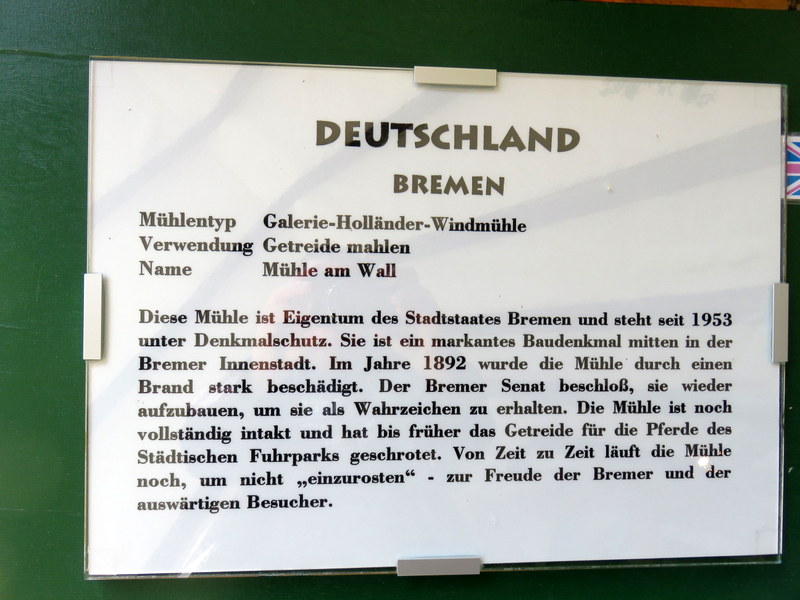 DEUTSCHLAND
BREMEN
Mühlentyp Galerie-Holländer-Windmühle
Verwendung Getreide mahlen
Name Mühle am Wall
Diese Mühle ist Eigentum des Stadtstaates Bremen und steht seit 1953
unter Denkmalschutz. Sie ist ein markantes Baudenkmal mitten in der
Bremer Innenstadt. Im Jahre 1892 wurde die Mühle durch einen
Brand stark beschädigt. Der Bremer Senat beschloß, sie wieder
aufzubauen, um sie als Wahrzeichen zu erhalten. Die Mühle ist noch
vollständig intakt und hat bis früher das Getreide für die Pferde des
Städtischen Fuhrparks geschrotet. Von Zeit zu Zeit läuft die Mühle
noch, um nicht „einzurosten“ - zur Freude der Bremer und der
auswärtigen Besucher.